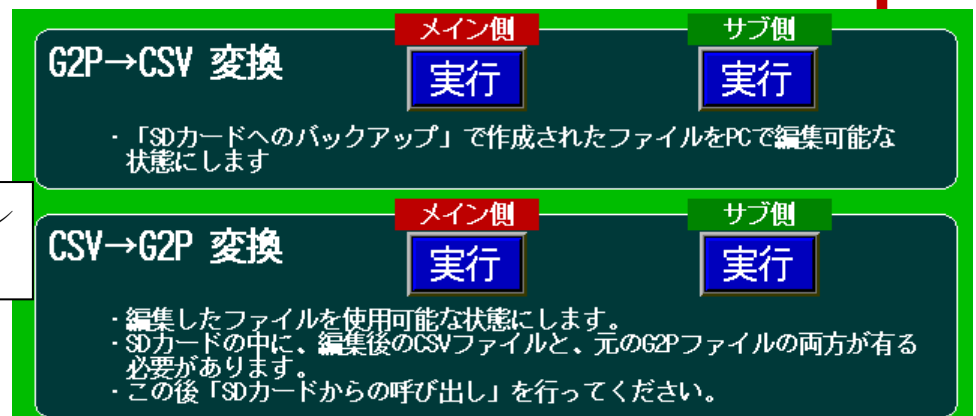 メイン側 サブ側
G2P→CSV 変換 実行 実行
・「SDカードへのバックアップ」で作成されたファイルをPCで編集可能な
状態にします
メイン側 サブ側
CSV→G2P 変換 実行 実行
・編集したファイルを使用可能な状態にします。
・SDカードの中に、編集後のCSVファイルと、元のG2Pファイルの両方が有る
必要があります。
・この後「SDカードからの呼び出し」を行ってください。